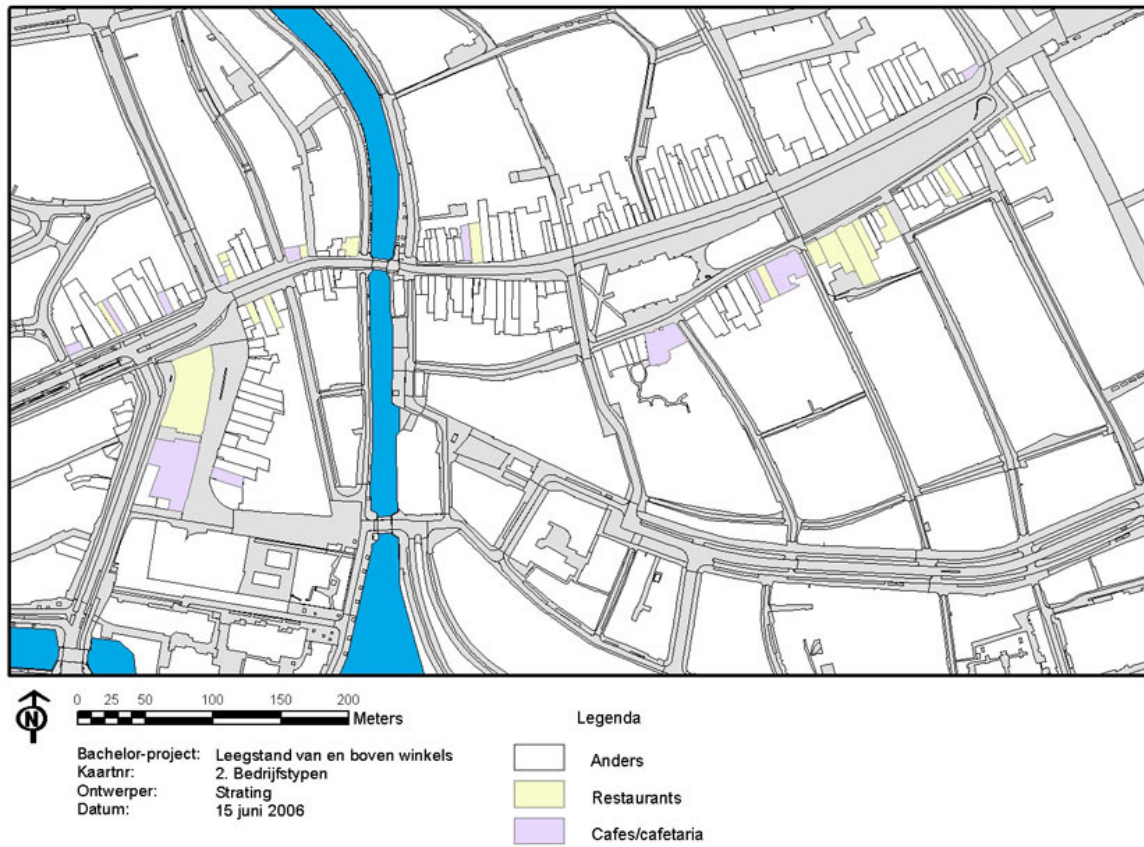 N
0 25 50 100 150 200
Meters
Bachelor-project: Leegstand van en boven winkels
Kaartnr: 2. Bedrijfstypen
Ontwerper: Strating
Datum: 15 juni 2006
Legenda
Anders
Restaurants
Cafes/cafetaria